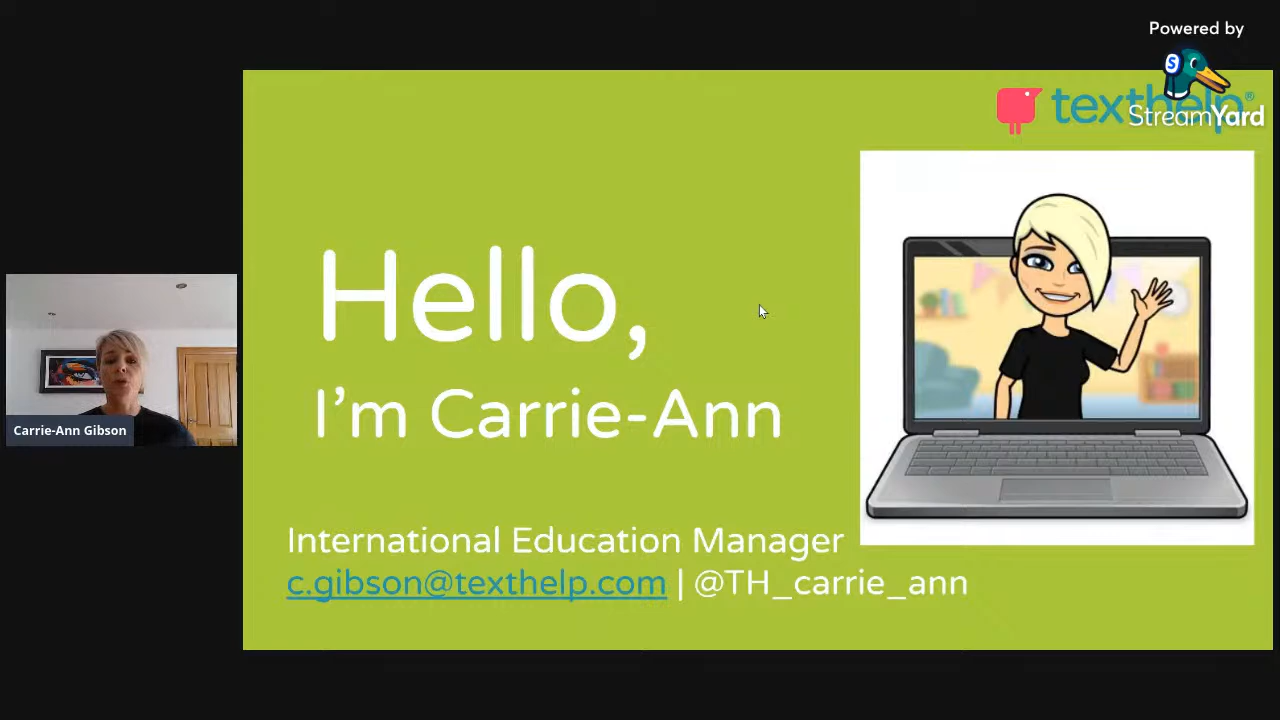 Powered by
StreamYard
texthelp®
Hello,
I’m Carrie-Ann
Carrie-Ann Gibson
International Education Manager
c.gibson@texthelp.com | @TH_carrie_ann